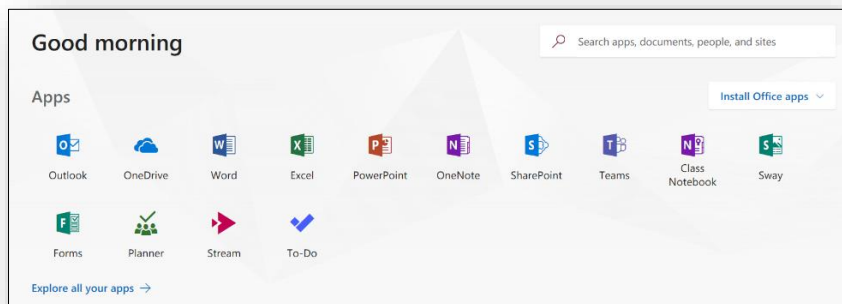 Good morning
Search apps, documents, people, and sites
Apps
Install Office apps
Outlook
OneDrive
Word
Excel
PowerPoint
OneNote
SharePoint
Teams
Class
Notebook
Sway
Forms
Planner
Stream
To-Do
Explore all your apps →